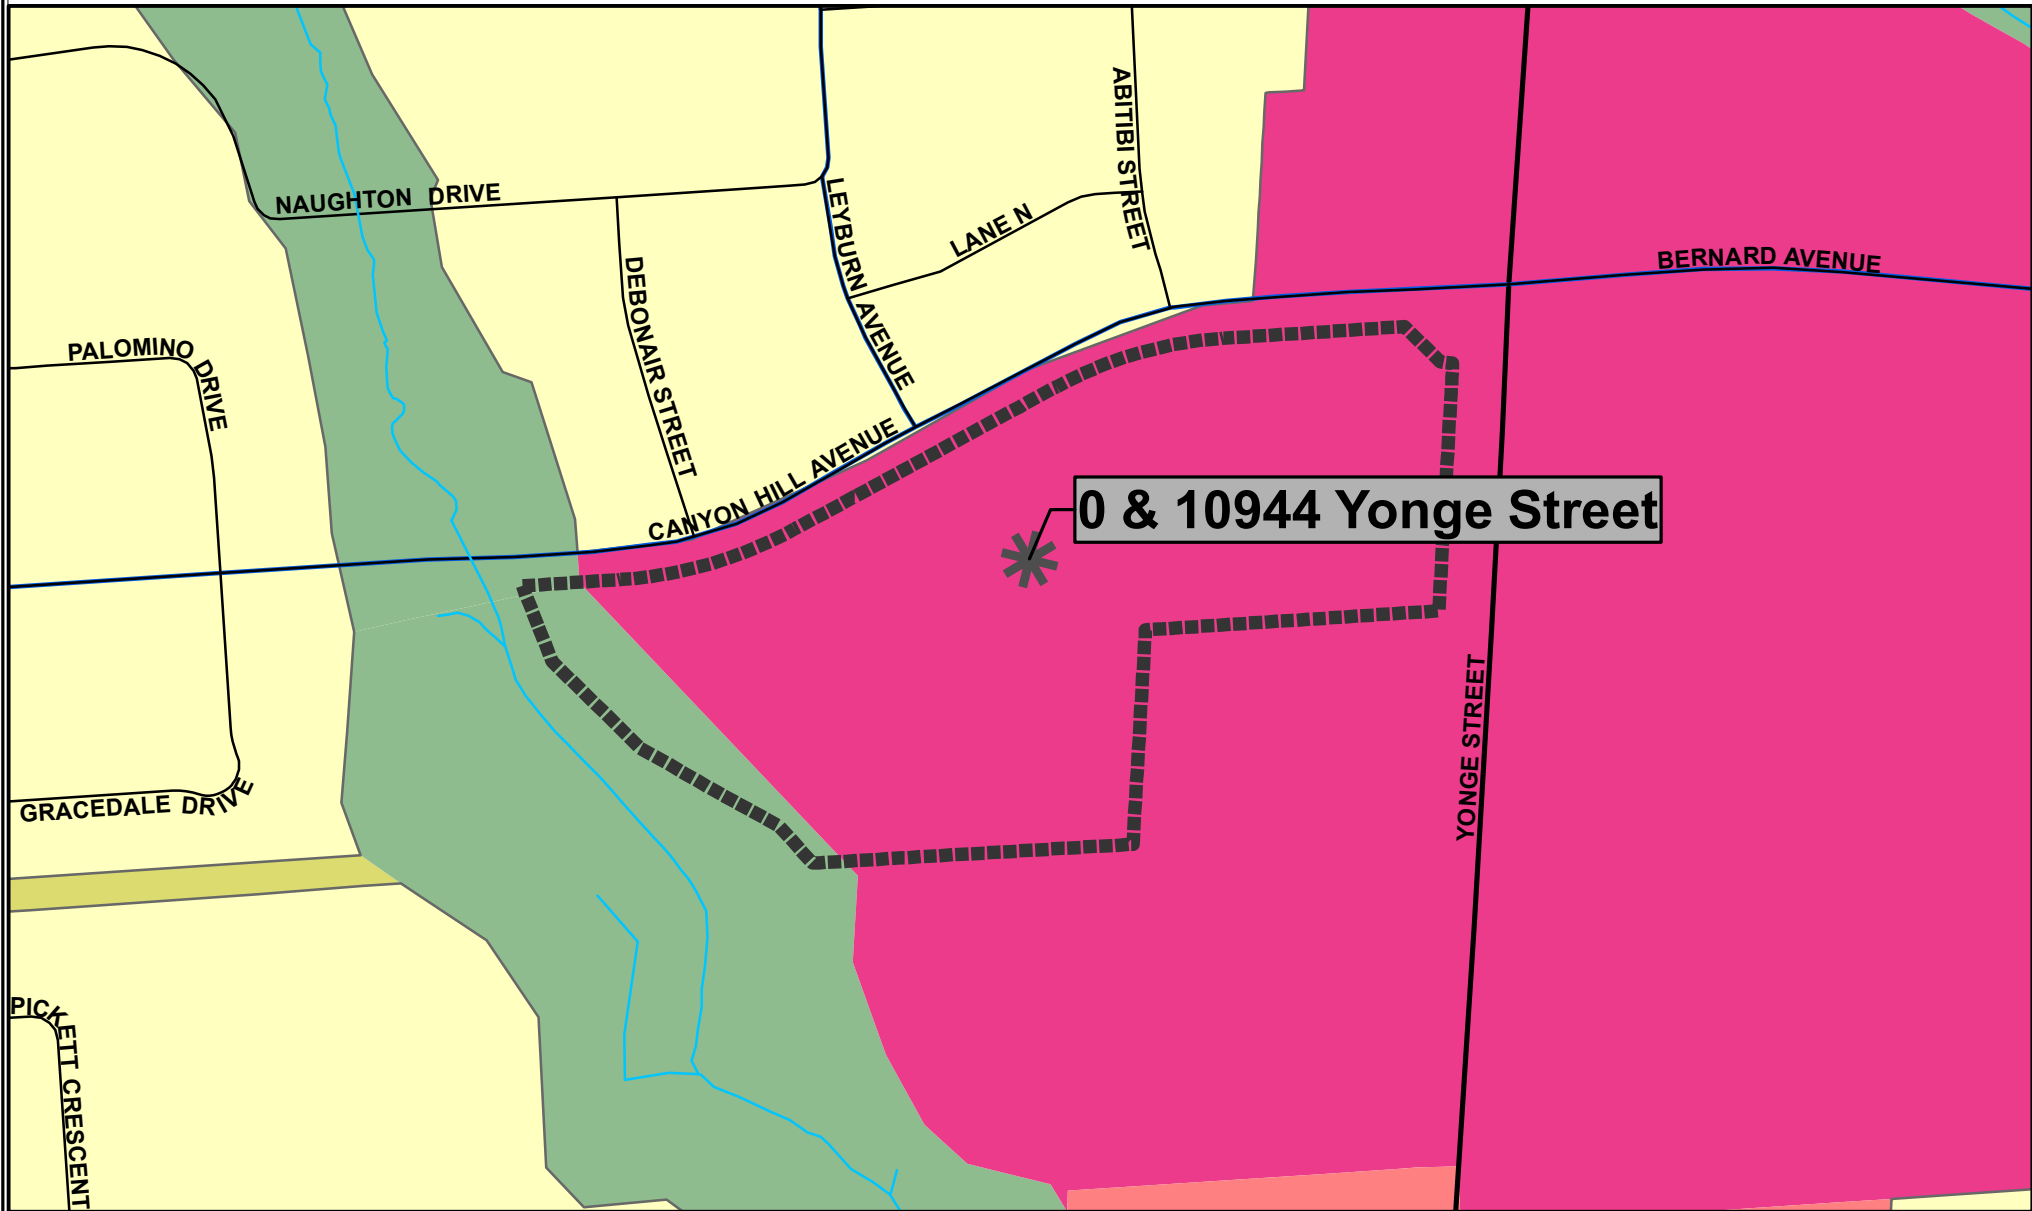 ABITIBI STREET
NAUGHTON DRIVE
LEYBURN AVENUE
LANE N
BERNARD AVENUE
DEBONAIR STREET
PALOMINO DRIVE
CANYON HILL AVENUE
0 & 10944 Yonge Street
YONGE STREET
GRACEDALE DRIVE
PICKETT CRESCENT